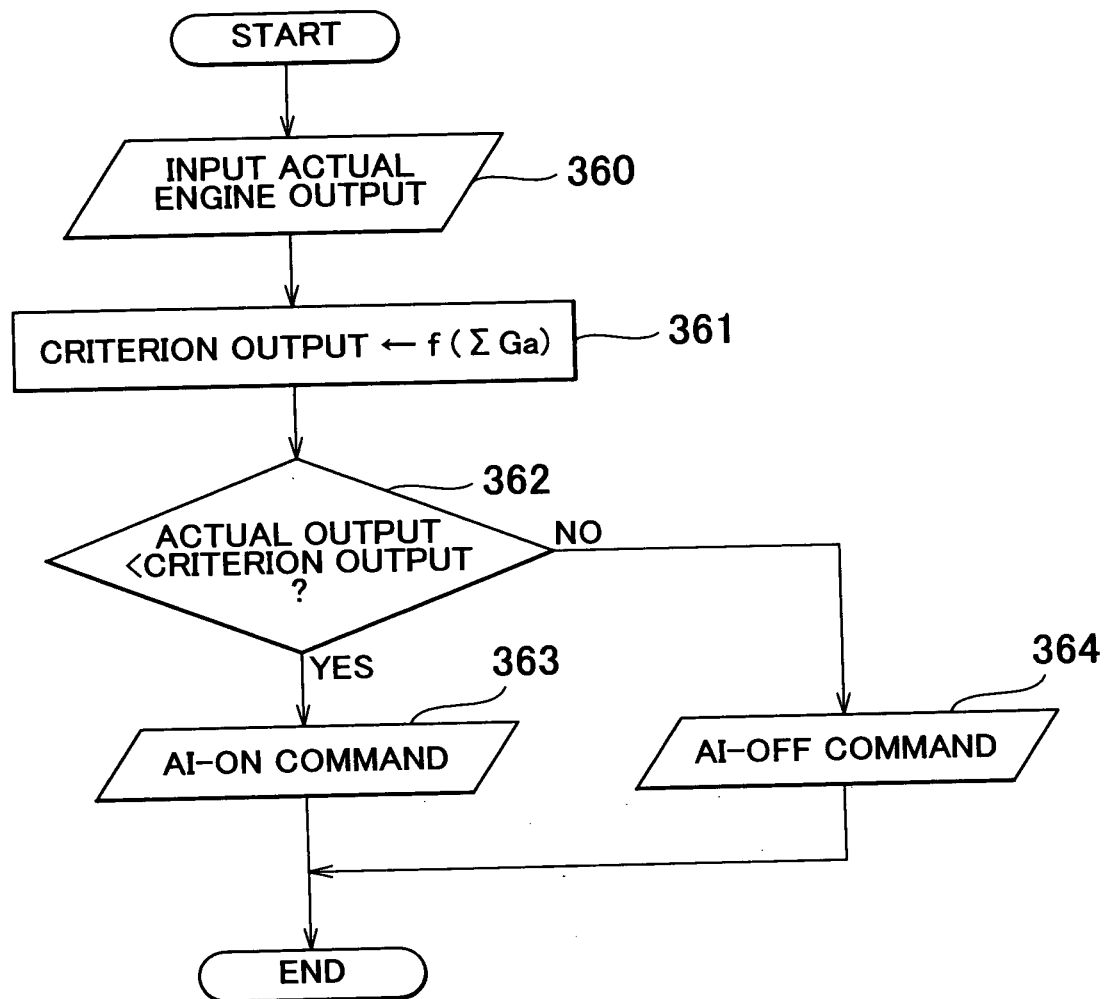 START
INPUT ACTUAL
ENGINE OUTPUT
360
CRITERION OUTPUT ← f ( Σ Ga)
361
362
ACTUAL OUTPUT
<CRITERION OUTPUT
?
NO
YES
363
364
AI-ON COMMAND
AI-OFF COMMAND
END